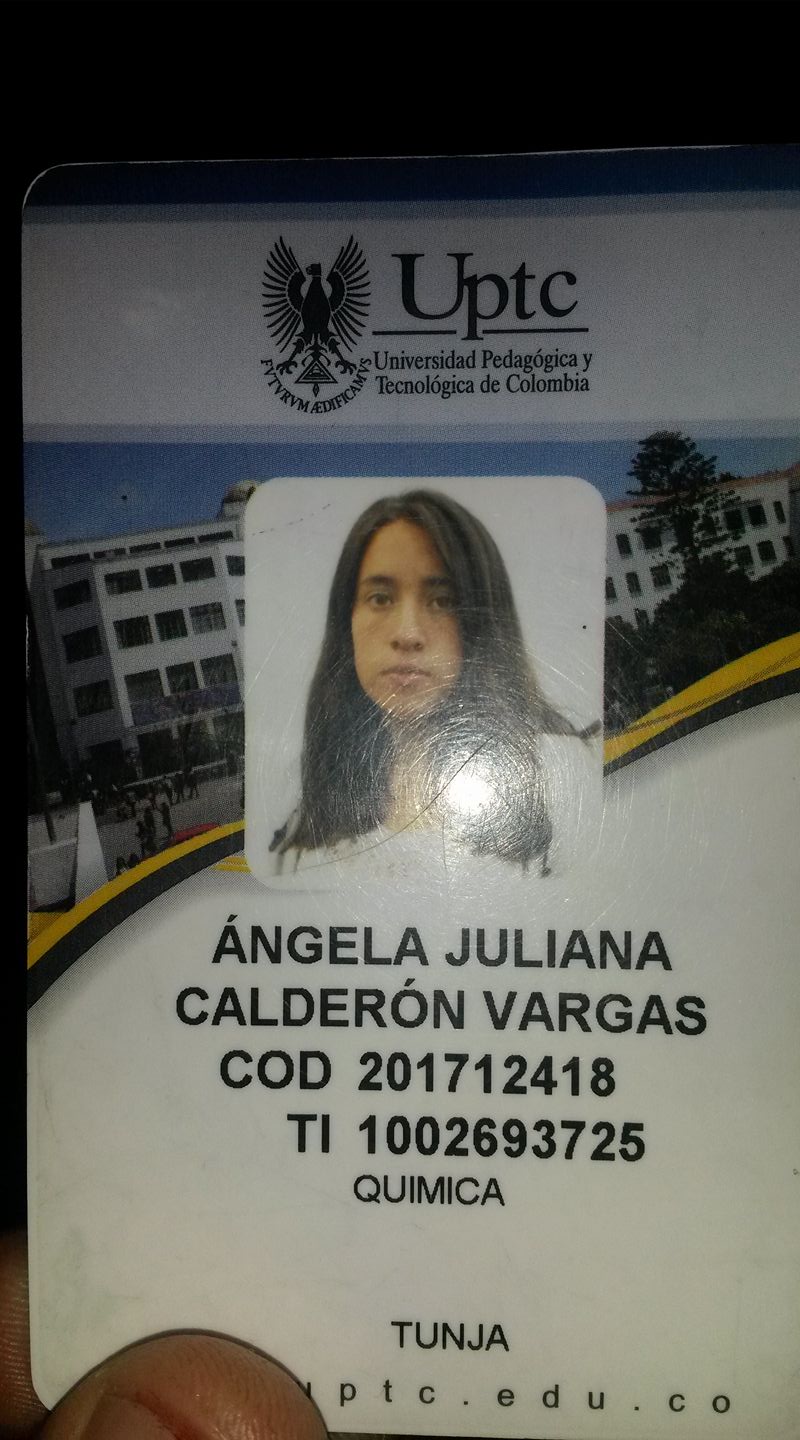 Uptc
Universidad Pedagógica y
Tecnológica de Colombia
FVTVRVM ÆDIFICAMVS
ÁNGELA JULIANA
CALDERÓN VARGAS
COD 201712418
TI 1002693725
QUIMICA
TUNJA
uptc.edu.co